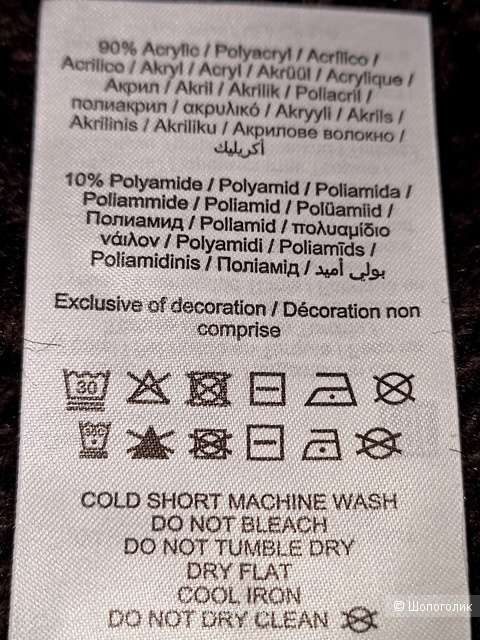 90% Acrylic / Polyacryl / Acrílico /
Acrilico / Akryl / Acryl / Akrüül / Acrylique /
Акрил / Akril / Akrilik / Poliacril /
полиакрил / ακρυλικό / Akryyli / Akrils /
Akrilinis / Akriliku / Акрилове волокно /
أكريليك
10% Polyamide / Polyamid / Poliamida /
Poliammide / Poliamid / Polüamiid /
Полиамид / Poliamid / πολυαμίδιο
νάιλον / Polyamidi / Poliamīds /
Poliamidinis / Поліамід / بولي أميد
Exclusive of decoration / Décoration non
comprise
30
30
COLD SHORT MACHINE WASH
DO NOT BLEACH
DO NOT TUMBLE DRY
DRY FLAT
COOL IRON
DO NOT DRY CLEAN
© Шопоголик